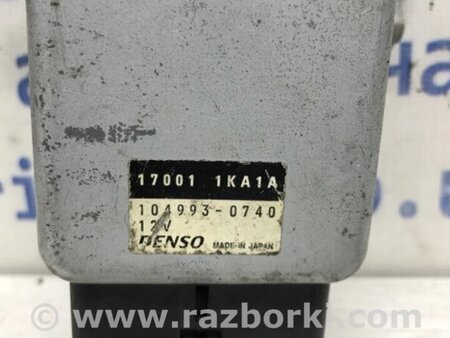 17001 1KA1A
104993-0740
12V
DENSO MADE IN JAPAN
© www.razborki.com